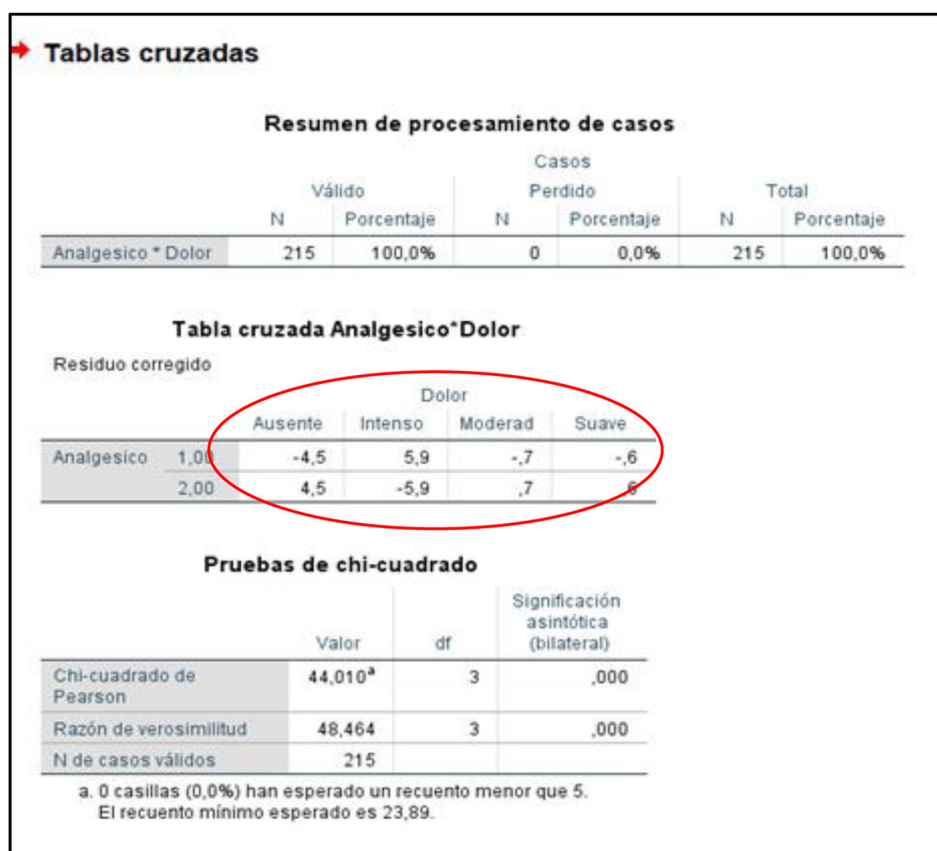 Tablas cruzadas
Resumen de procesamiento de casos
Casos
Válido Perdido Total
N Porcentaje N Porcentaje N Porcentaje
Analgesico * Dolor 215 100,0% 0 0,0% 215 100,0%
Tabla cruzada Analgesico*Dolor
Residuo corregido
Dolor
Ausente Intenso Moderad Suave
Analgesico 1,00 -4,5 5,9 -,7 -,6
2,00 4,5 -5,9 ,7 ,6
Pruebas de chi-cuadrado
Significación
asintótica
Valor df (bilateral)
Chi-cuadrado de 44,010a 3 ,000
Pearson
Razón de verosimilitud 48,464 3 ,000
N de casos válidos 215
a. 0 casillas (0,0%) han esperado un recuento menor que 5.
El recuento mínimo esperado es 23,89.